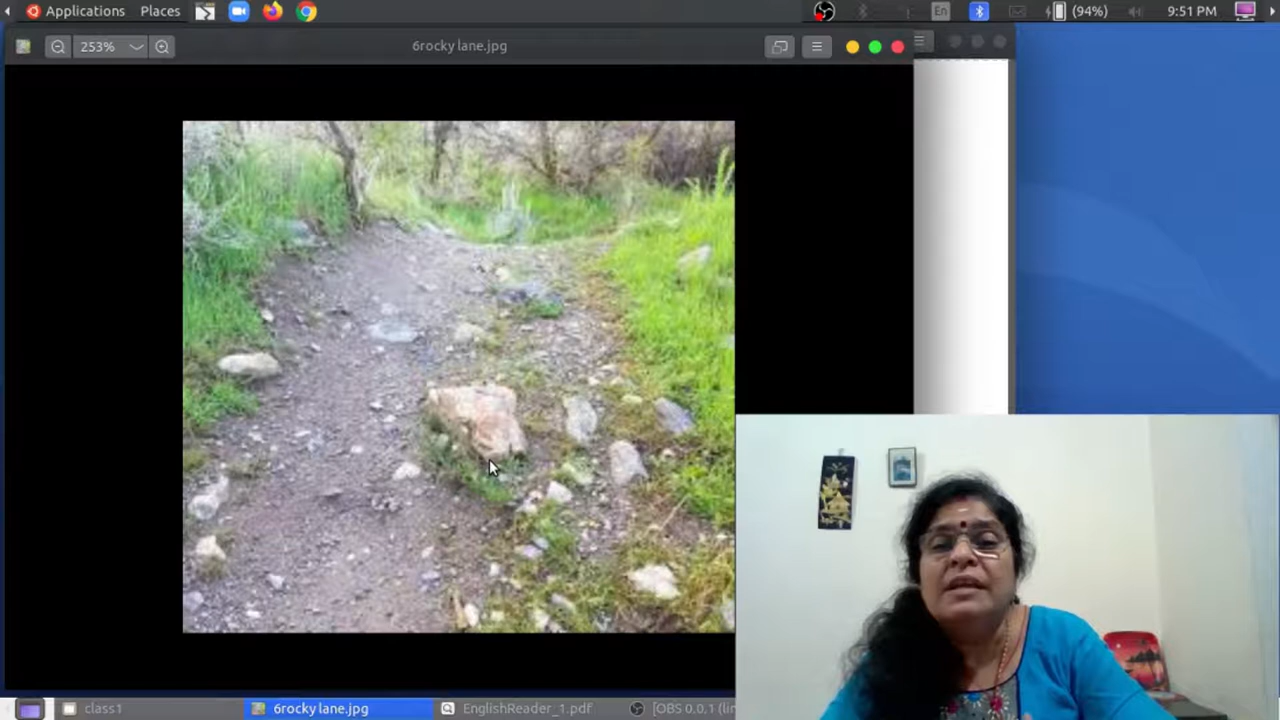 Applications Places En (94%) 9:51 PM
253% 6rocky lane.jpg
class1 6rocky lane.jpg EnglishReader_1.pdf [OBS 0.0.1 (lin